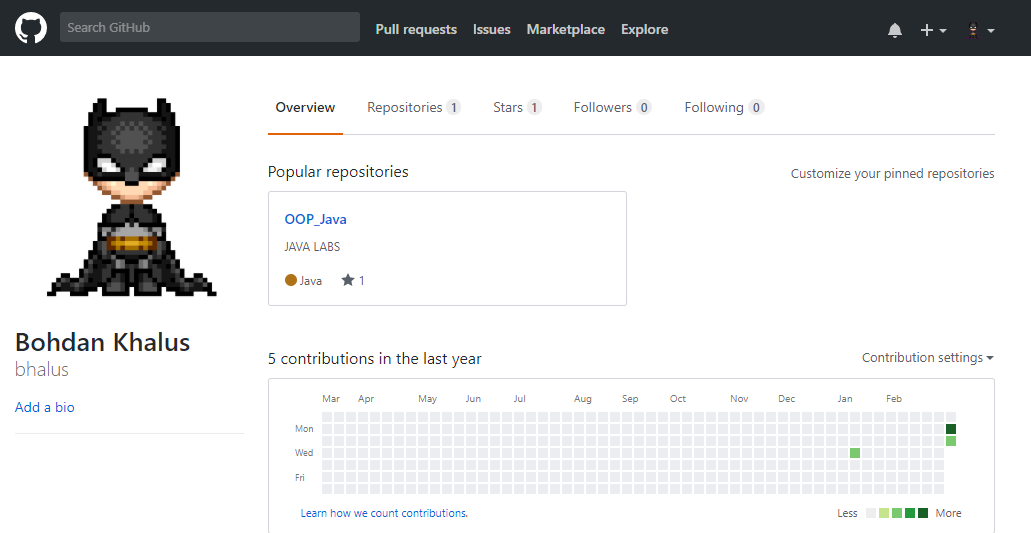 Search GitHub Pull requests Issues Marketplace Explore
Overview Repositories 1 Stars 1 Followers 0 Following 0
Popular repositories Customize your pinned repositories
OOP_Java
JAVA LABS
Java 1
Bohdan Khalus
bhalus
Add a bio
5 contributions in the last year Contribution settings
Mar Apr May Jun Jul Aug Sep Oct Nov Dec Jan Feb
Mon
Wed
Fri
Learn how we count contributions. Less More